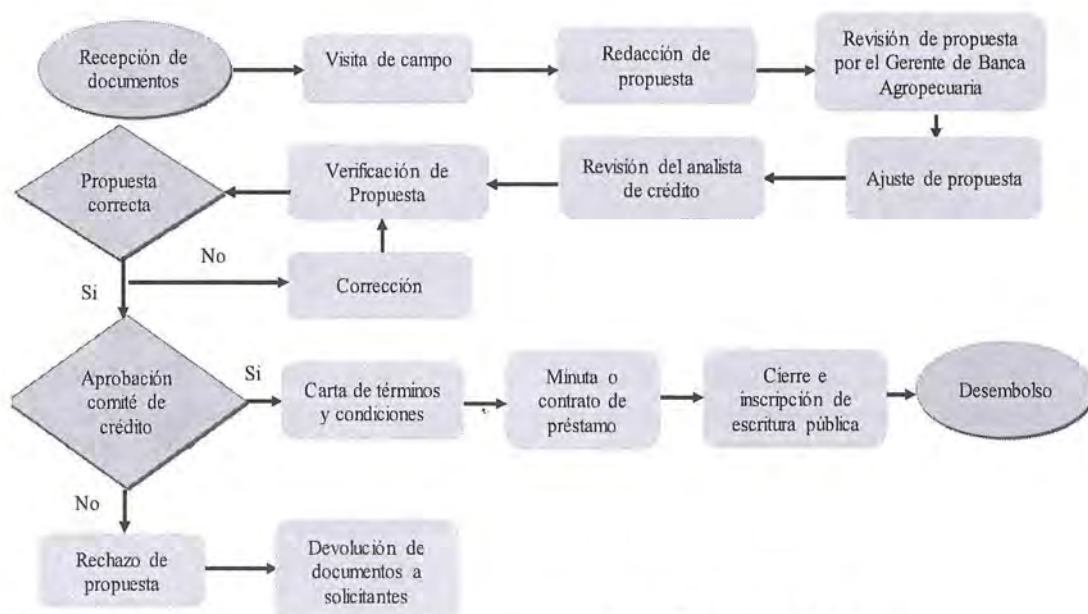 Recepción de
documentos
Visita de campo
Redacción de
propuesta
Revisión de propuesta
por el Gerente de Banca
Agropecuaria
Ajuste de propuesta
Revisión del analista
de crédito
Verificación de
Propuesta
Propuesta
correcta
No
Corrección
Si
Aprobación
comité de
crédito
Si
Carta de términos
y condiciones
Minuta o
contrato de
préstamo
Cierre e
inscripción de
escritura pública
Desembolso
No
Rechazo de
propuesta
Devolución de
documentos a
solicitantes